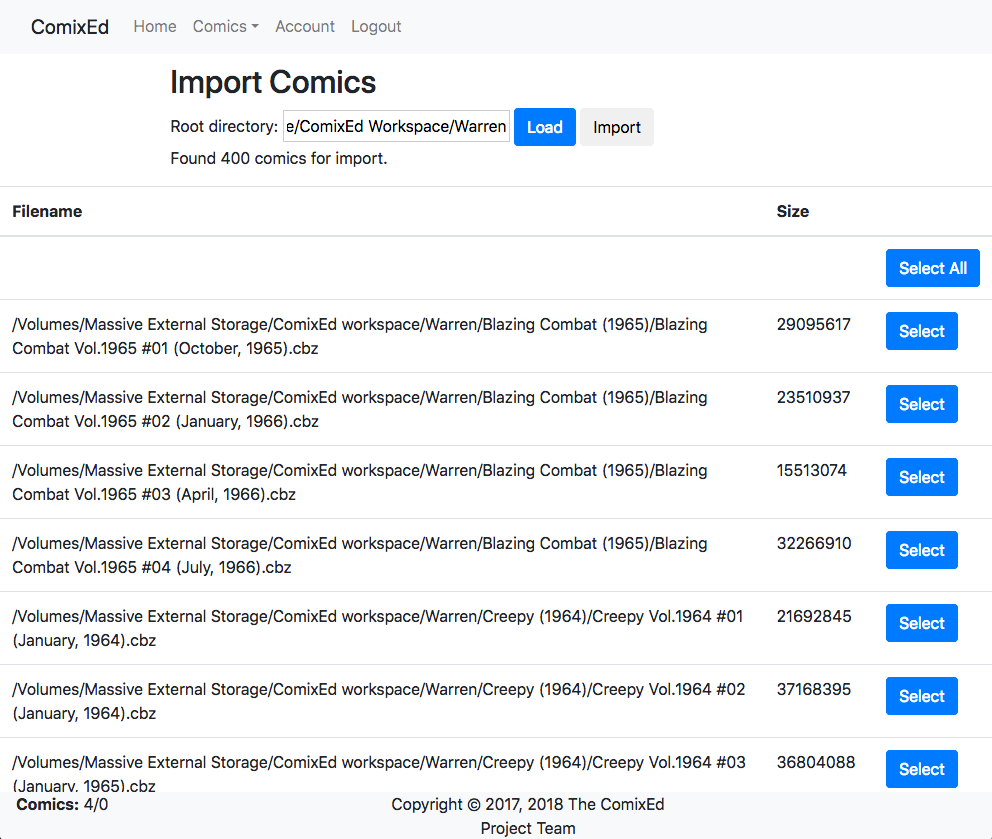 ComixEd Home Comics Account Logout
Import Comics
Root directory: e/ComixEd Workspace/Warren Load Import
Found 400 comics for import.
Filename Size
Select All
/Volumes/Massive External Storage/ComixEd workspace/Warren/Blazing Combat (1965)/Blazing 29095617 Select
Combat Vol.1965 #01 (October, 1965).cbz
/Volumes/Massive External Storage/ComixEd workspace/Warren/Blazing Combat (1965)/Blazing 23510937 Select
Combat Vol.1965 #02 (January, 1966).cbz
/Volumes/Massive External Storage/ComixEd workspace/Warren/Blazing Combat (1965)/Blazing 15513074 Select
Combat Vol.1965 #03 (April, 1966).cbz
/Volumes/Massive External Storage/ComixEd workspace/Warren/Blazing Combat (1965)/Blazing 32266910 Select
Combat Vol.1965 #04 (July, 1966).cbz
/Volumes/Massive External Storage/ComixEd workspace/Warren/Creepy (1964)/Creepy Vol.1964 #01 21692845 Select
(January, 1964).cbz
/Volumes/Massive External Storage/ComixEd workspace/Warren/Creepy (1964)/Creepy Vol.1964 #02 37168395 Select
(January, 1964).cbz
/Volumes/Massive External Storage/ComixEd workspace/Warren/Creepy (1964)/Creepy Vol.1964 #03 36804088 Select
(January, 1965).cbz
Comics: 4/0 Copyright © 2017, 2018 The ComixEd
Project Team